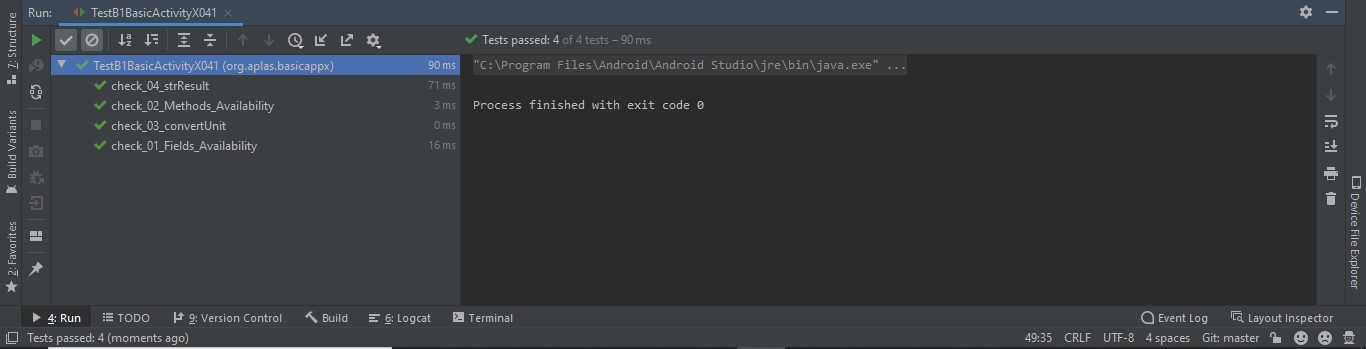 Run: TestB1BasicActivityX041 ×
Tests passed: 4 of 4 tests – 90 ms
TestB1BasicActivityX041 (org.aplas.basicappx) 90 ms
check_04_strResult 71 ms
check_02_Methods_Availability 3 ms
check_03_convertUnit 0 ms
check_01_Fields_Availability 16 ms
"C:\Program Files\Android\Android Studio\jre\bin\java.exe" ...
Process finished with exit code 0
Z: Structure
Build Variants
2: Favorites
Device File Explorer
4: Run TODO 9: Version Control Build 6: Logcat Terminal Event Log Layout Inspector
Tests passed: 4 (moments ago) 49:35 CRLF UTF-8 4 spaces Git: master